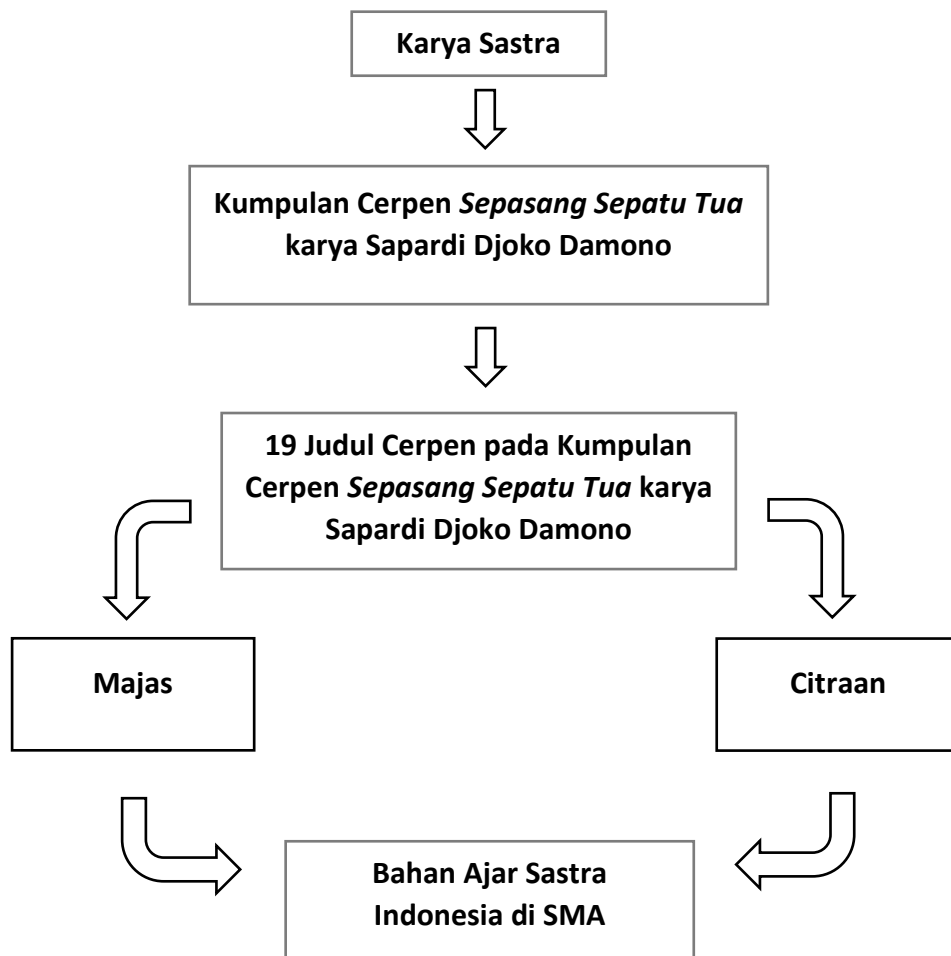 Karya Sastra
Kumpulan Cerpen Sepasang Sepatu Tua
karya Sapardi Djoko Damono
19 Judul Cerpen pada Kumpulan
Cerpen Sepasang Sepatu Tua karya
Sapardi Djoko Damono
Majas
Citraan
Bahan Ajar Sastra
Indonesia di SMA